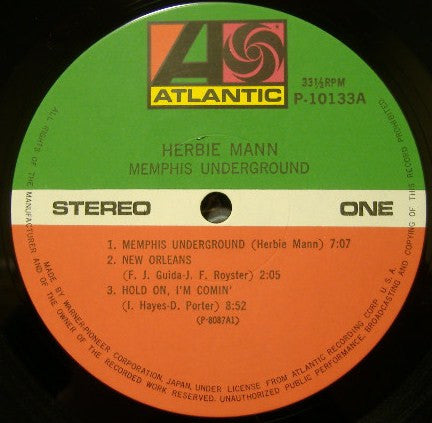 A
ATLANTIC
33⅓RPM
P-10133A
HERBIE MANN
MEMPHIS UNDERGROUND
STEREO
ONE
1. MEMPHIS UNDERGROUND (Herbie Mann) 7:07
2. NEW ORLEANS
(F. J. Guida-J. F. Royster) 2:05
3. HOLD ON, I'M COMIN'
(I. Hayes-D. Porter) 8:52
(P-8087A1)
ALL RIGHTS OF THE MANUFACTURER AND OF THE OWNER OF THE RECORDED WORK RESERVED. UNAUTHORIZED PUBLIC PERFORMANCE, BROADCASTING AND COPYING OF THIS RECORD PROHIBITED.
MADE BY WARNER-PIONEER CORPORATION, JAPAN, UNDER LICENSE FROM ATLANTIC RECORDING CORP. U.S.A.